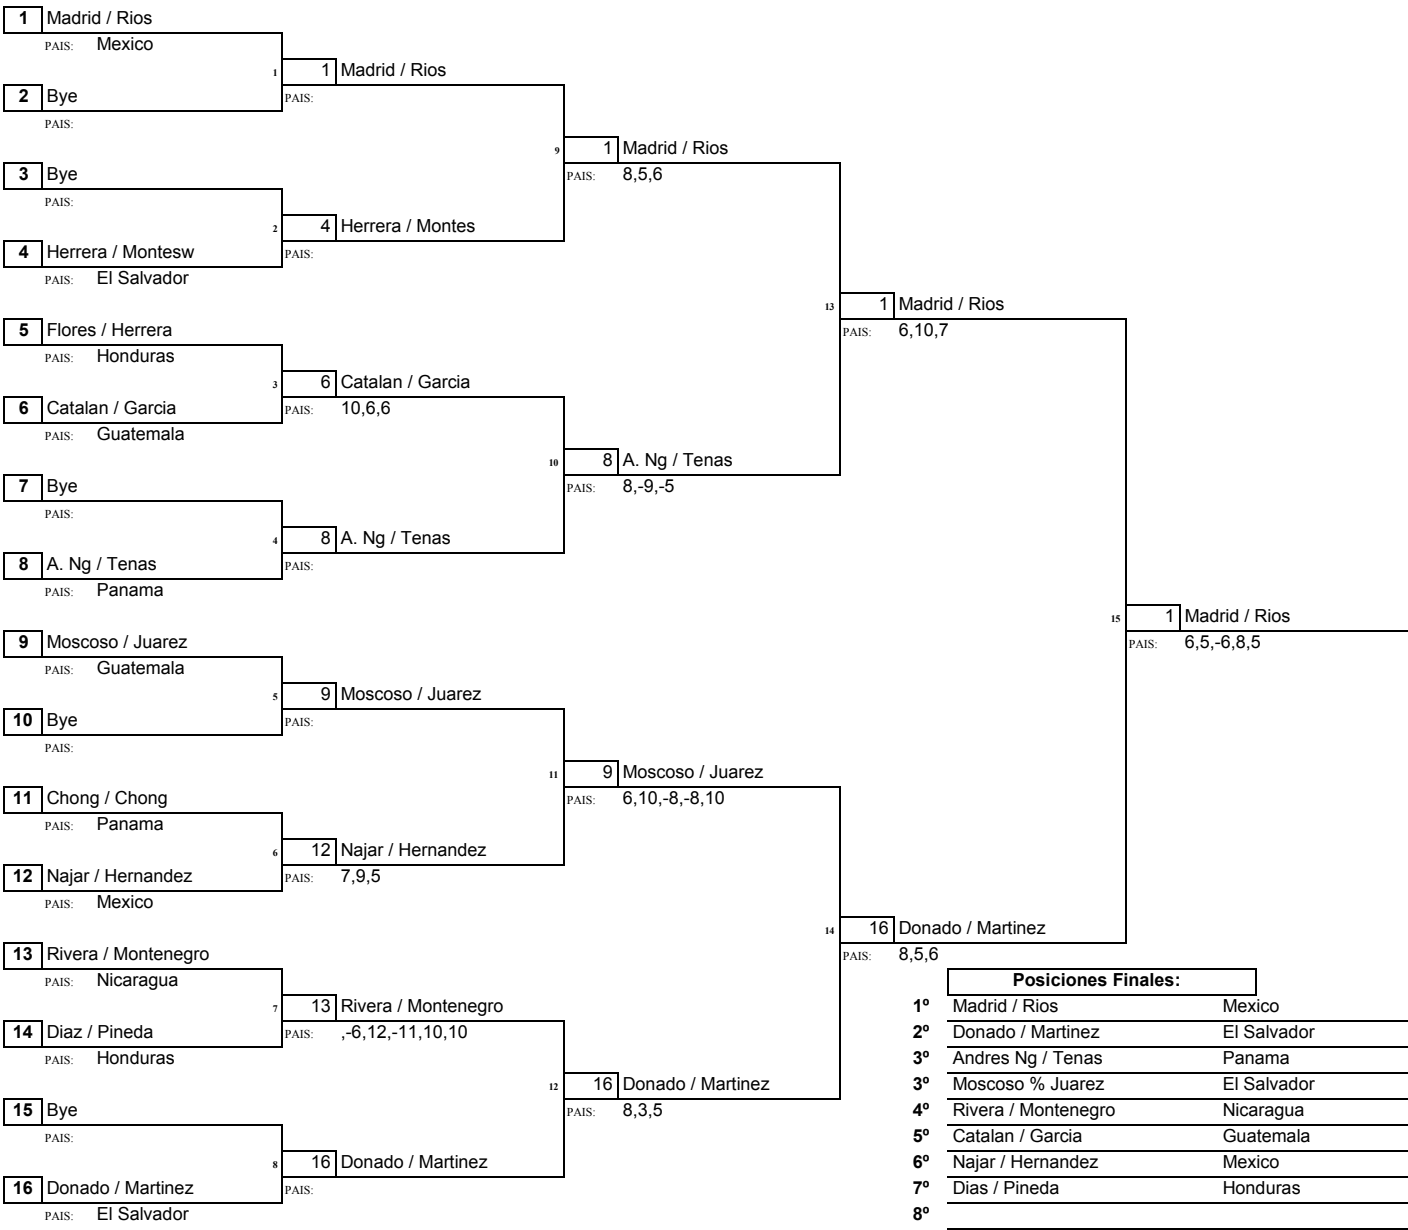 1 Madrid / Rios
PAIS: Mexico
1 1 Madrid / Rios
2 Bye PAIS:
PAIS:
9 1 Madrid / Rios
3 Bye PAIS: 8,5,6
PAIS:
2 4 Herrera / Montes
4 Herrera / Montesw PAIS:
PAIS: El Salvador
13 1 Madrid / Rios
5 Flores / Herrera PAIS: 6,10,7
PAIS: Honduras
3 6 Catalan / Garcia
6 Catalan / Garcia PAIS: 10,6,6
PAIS: Guatemala
10 8 A. Ng / Tenas
7 Bye PAIS: 8,-9,-5
PAIS:
4 8 A. Ng / Tenas
8 A. Ng / Tenas PAIS:
PAIS: Panama
15 1 Madrid / Rios
9 Moscoso / Juarez PAIS: 6,5,-6,8,5
PAIS: Guatemala
5 9 Moscoso / Juarez
10 Bye PAIS:
PAIS:
11 9 Moscoso / Juarez
11 Chong / Chong PAIS: 6,10,-8,-8,10
PAIS: Panama
6 12 Najar / Hernandez
12 Najar / Hernandez PAIS: 7,9,5
PAIS: Mexico
14 16 Donado / Martinez
13 Rivera / Montenegro PAIS: 8,5,6
PAIS: Nicaragua Posiciones Finales:
7 13 Rivera / Montenegro 1º Madrid / Rios Mexico
14 Diaz / Pineda PAIS: ,-6,12,-11,10,10 2º Donado / Martinez El Salvador
PAIS: Honduras 3º Andres Ng / Tenas Panama
12 16 Donado / Martinez 3º Moscoso % Juarez El Salvador
15 Bye PAIS: 8,3,5 4º Rivera / Montenegro Nicaragua
PAIS: 5º Catalan / Garcia Guatemala
8 16 Donado / Martinez 6º Najar / Hernandez Mexico
16 Donado / Martinez PAIS: 7º Dias / Pineda Honduras
PAIS: El Salvador 8º